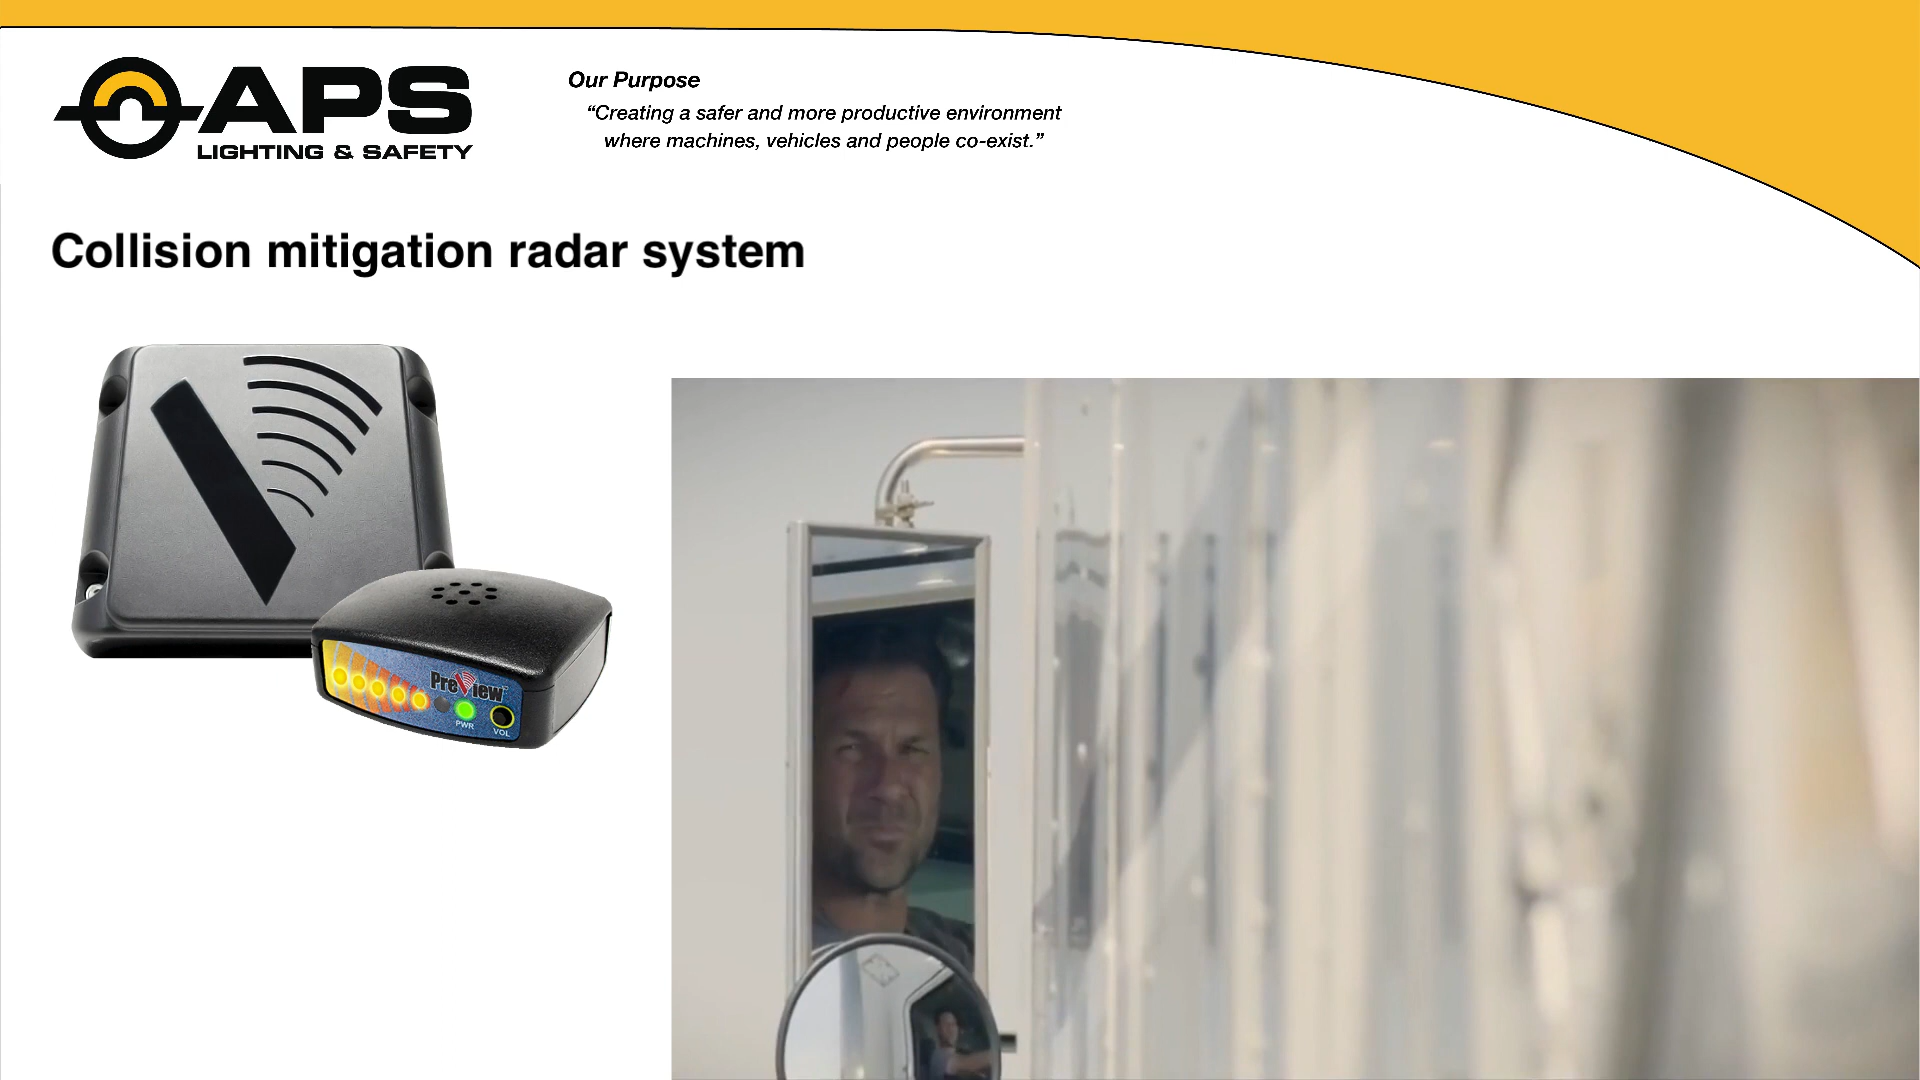 APS
LIGHTING & SAFETY
Our Purpose
“Creating a safer and more productive environment
where machines, vehicles and people co-exist.”
Collision mitigation radar system
PreView
PWR
VOL